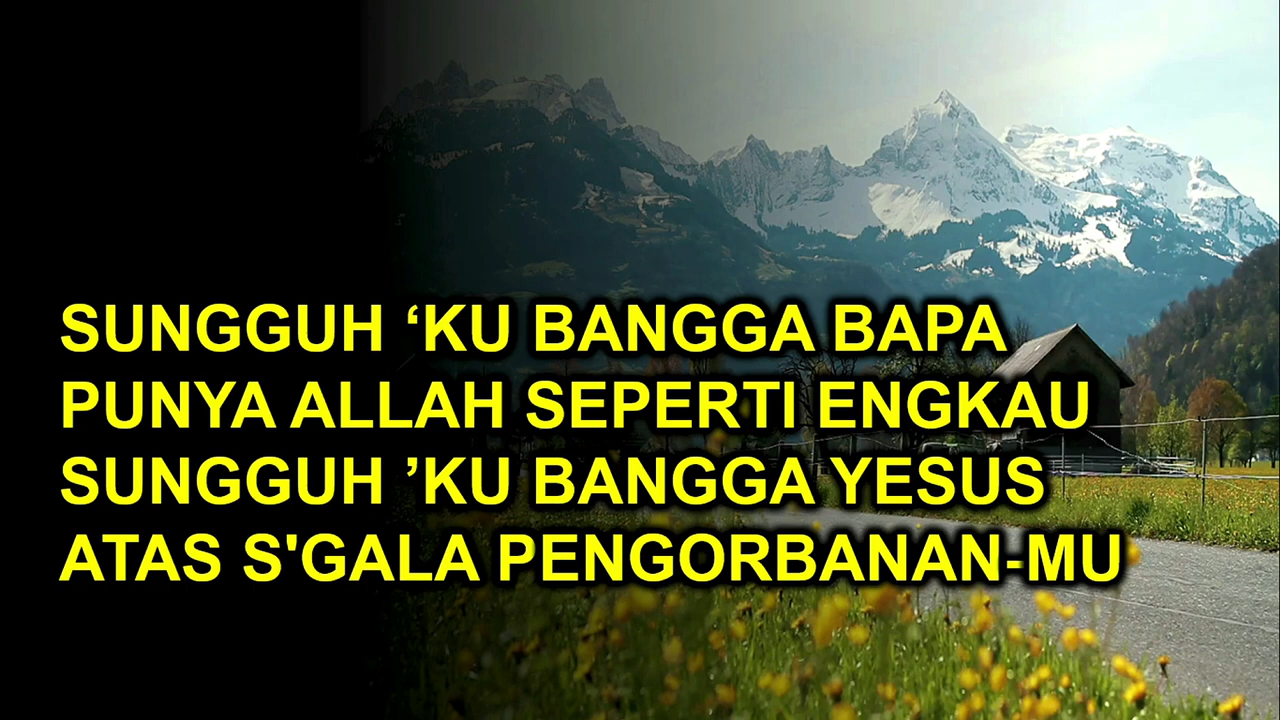 SUNGGUH ‘KU BANGGA BAPA
PUNYA ALLAH SEPERTI ENGKAU
SUNGGUH ’KU BANGGA YESUS
ATAS S'GALA PENGORBANAN-MU